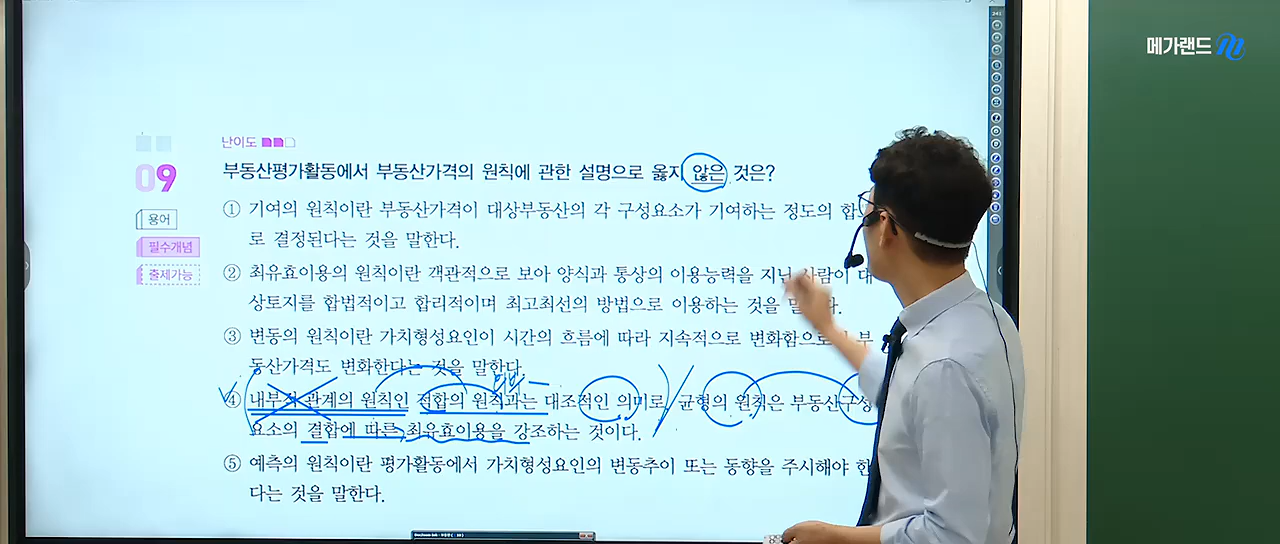 메가랜드
난이도
09 부동산평가활동에서 부동산가격의 원칙에 관한 설명으로 옳지 않은 것은?
용어
필수개념
출제가능
① 기여의 원칙이란 부동산가격이 대상부동산의 각 구성요소가 기여하는 정도의 합
로 결정된다는 것을 말한다.
② 최유효이용의 원칙이란 객관적으로 보아 양식과 통상의 이용능력을 지닌 사람이 대
상토지를 합법적이고 합리적이며 최고최선의 방법으로 이용하는 것을 말한다.
③ 변동의 원칙이란 가치형성요인이 시간의 흐름에 따라 지속적으로 변화함으로 부
동산가격도 변화한다는 것을 말한다.
④ 내부적 관계의 원칙인 적합의 원칙과는 대조적인 의미로, 균형의 원칙은 부동산구성
요소의 결합에 따른 최유효이용을 강조하는 것이다.
⑤ 예측의 원칙이란 평가활동에서 가치형성요인의 변동추이 또는 동향을 주시해야 한
다는 것을 말한다.